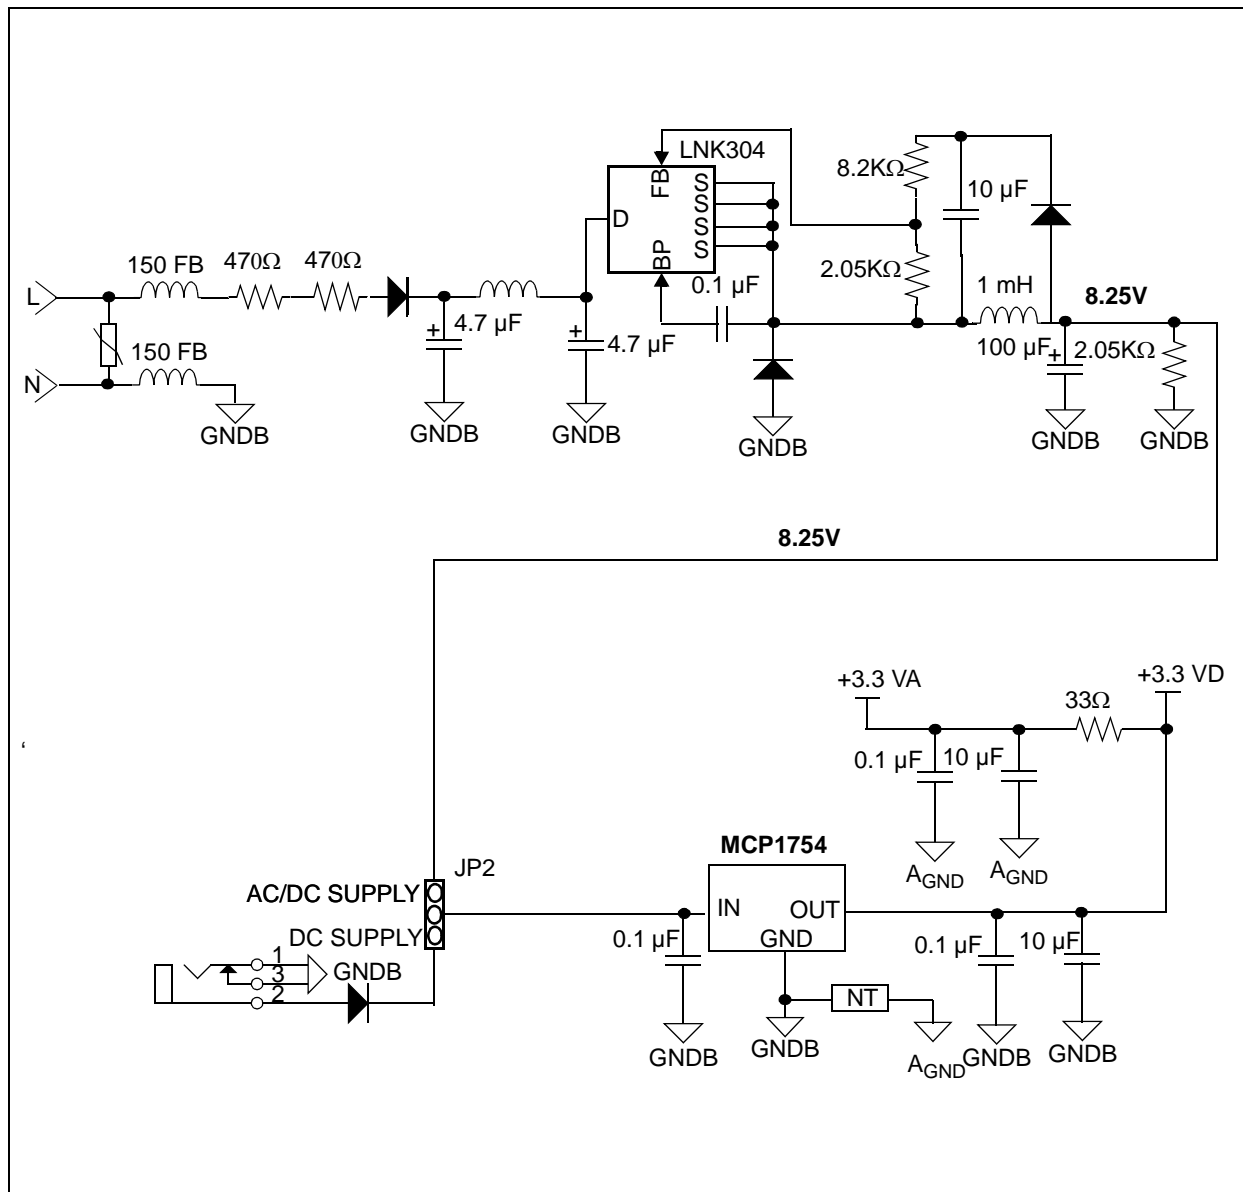 LNK304
FB
D
S
S
S
S
BP
8.2KΩ
10 µF
2.05KΩ
0.1 µF
1 mH
8.25V
150 FB
470Ω
470Ω
L
4.7 µF
4.7 µF
100 µF
2.05KΩ
150 FB
N
GNDB
GNDB
GNDB
GNDB
GNDB
GNDB
8.25V
+3.3 VA
33Ω
+3.3 VD
‘
0.1 µF
10 µF
MCP1754
AGND
AGND
JP2
AC/DC SUPPLY
IN
OUT
GND
DC SUPPLY
0.1 µF
0.1 µF
10 µF
1
3
2
GNDB
NT
GNDB
GNDB
AGND
GNDB
GNDB